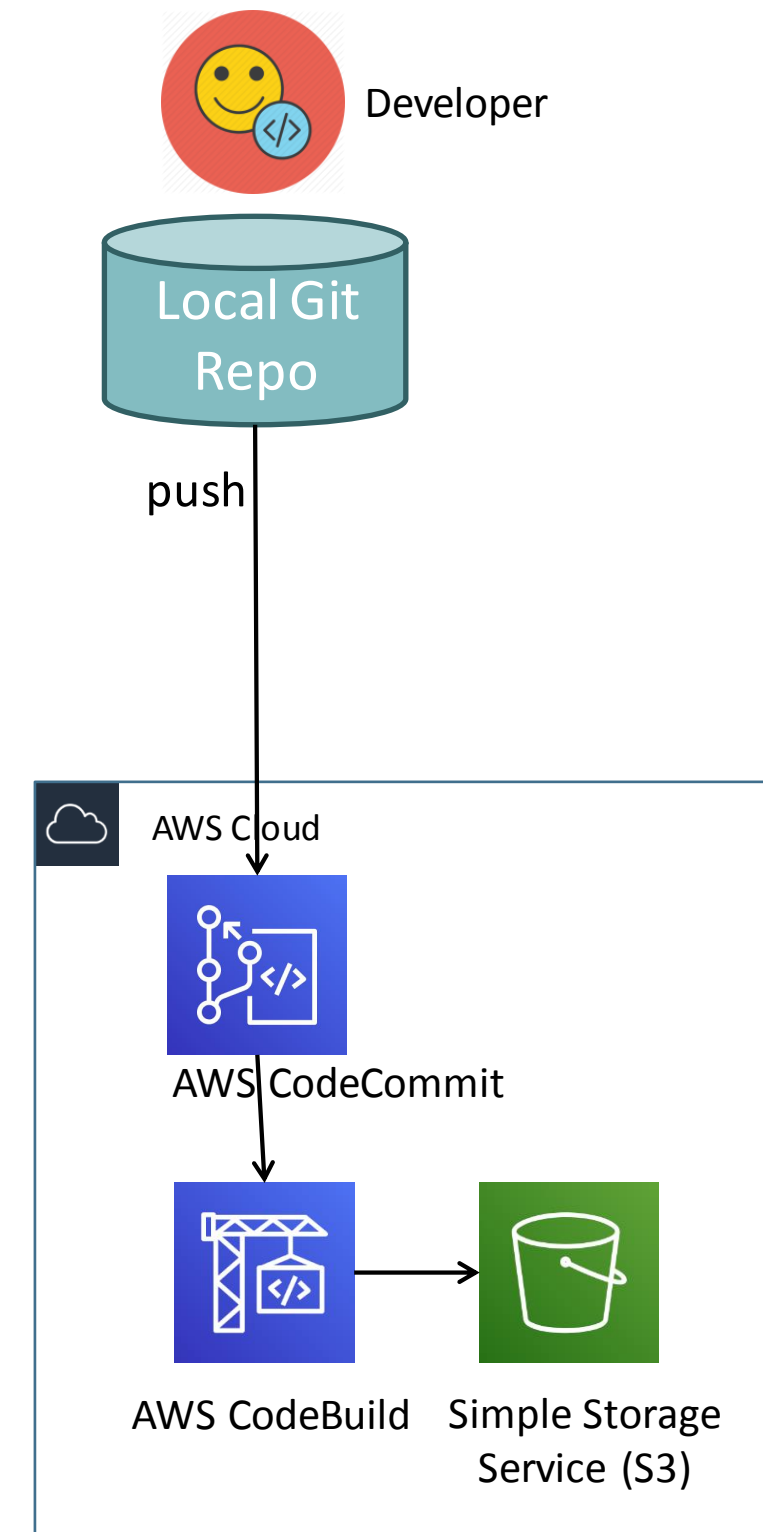 Developer
</>
Local Git
Repo
push
AWS Cloud
</>
AWS CodeCommit
</>
AWS CodeBuild
Simple Storage
Service (S3)